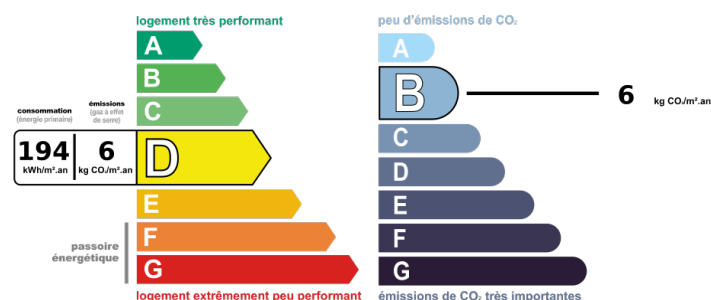 logement très performant
A
B
C
consommation
(énergie primaire)
émissions
(gaz à effet
de serre)
194
kWh/m².an
6
kg CO₂/m².an
D
E
F
G
passoire
énergétique
logement extrêmement peu performant
peu d'émissions de CO₂
A
B
6
kg CO₂/m².an
C
D
E
F
G
émissions de CO₂ très importantes